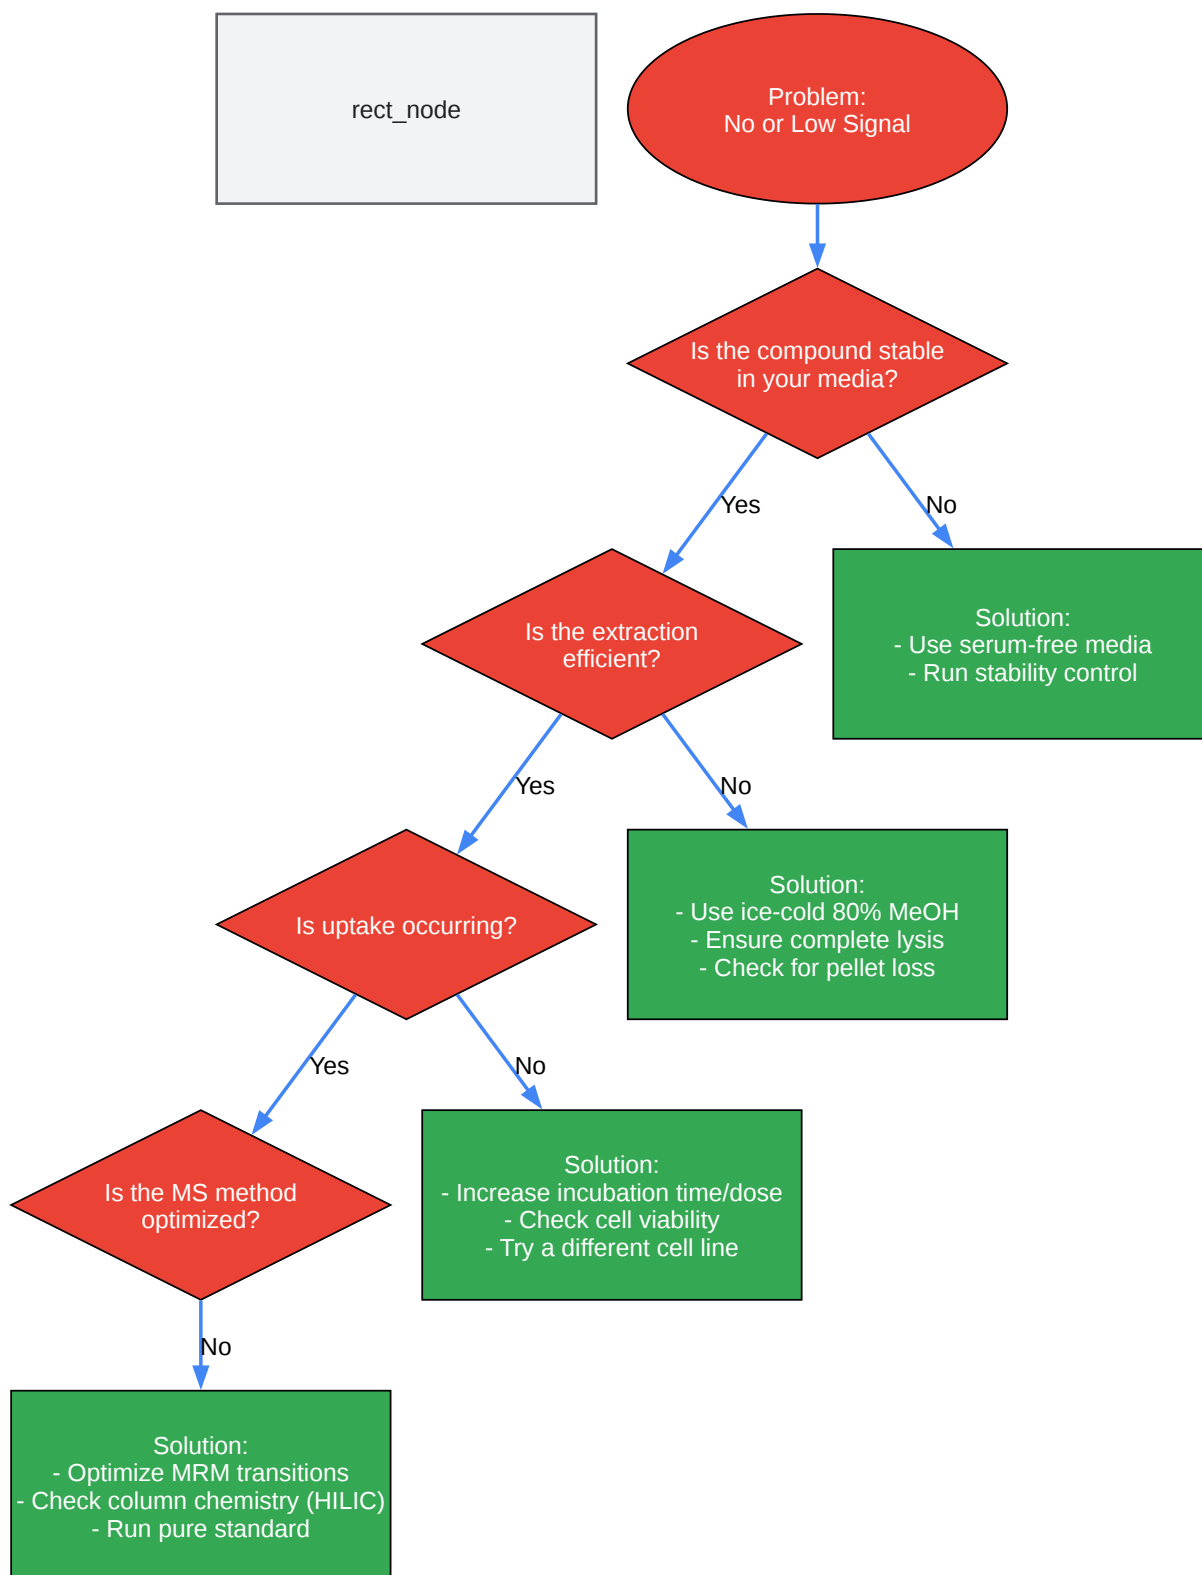 rect_node
Problem:
No or Low Signal
Is the compound stable
in your media?
Yes
No
Is the extraction
efficient?
Solution:
- Use serum-free media
- Run stability control
Yes
No
Is uptake occurring?
Solution:
- Use ice-cold 80% MeOH
- Ensure complete lysis
- Check for pellet loss
Yes
No
Is the MS method
optimized?
Solution:
- Increase incubation time/dose
- Check cell viability
- Try a different cell line
No
Solution:
- Optimize MRM transitions
- Check column chemistry (HILIC)
- Run pure standard